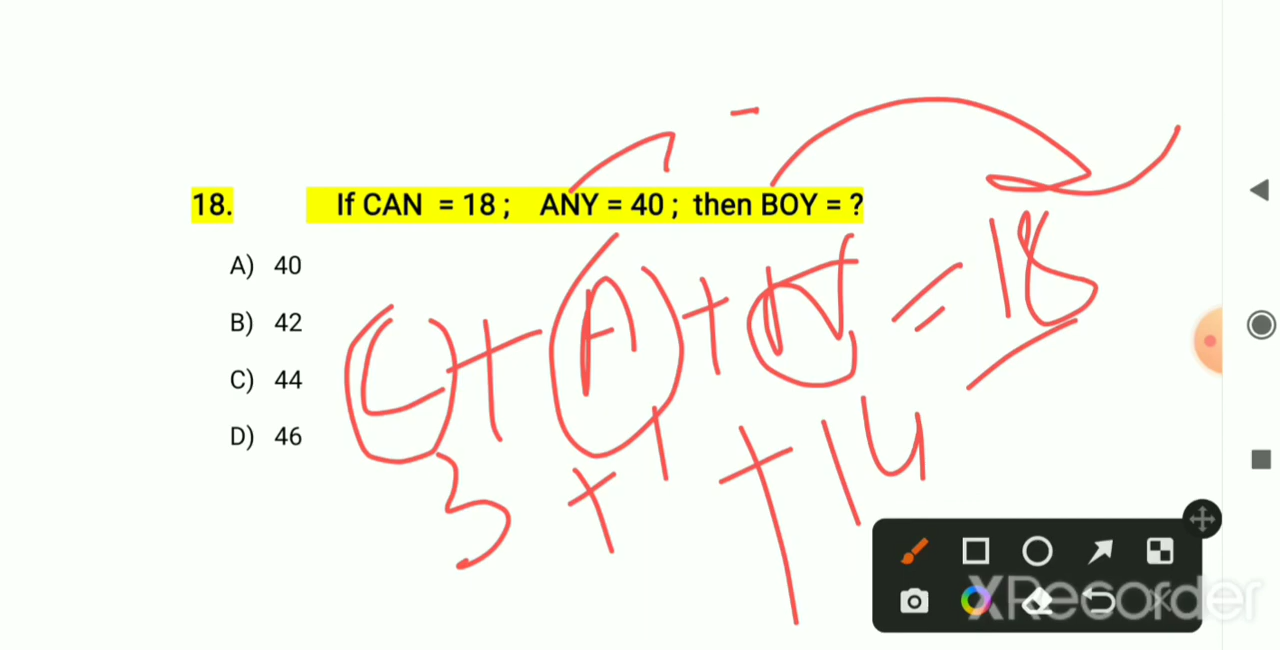 18. If CAN = 18 ; ANY = 40 ; then BOY = ?
A) 40
B) 42
C) 44
D) 46
C + A + N = 18
3 + 1 + 14
XRecorder